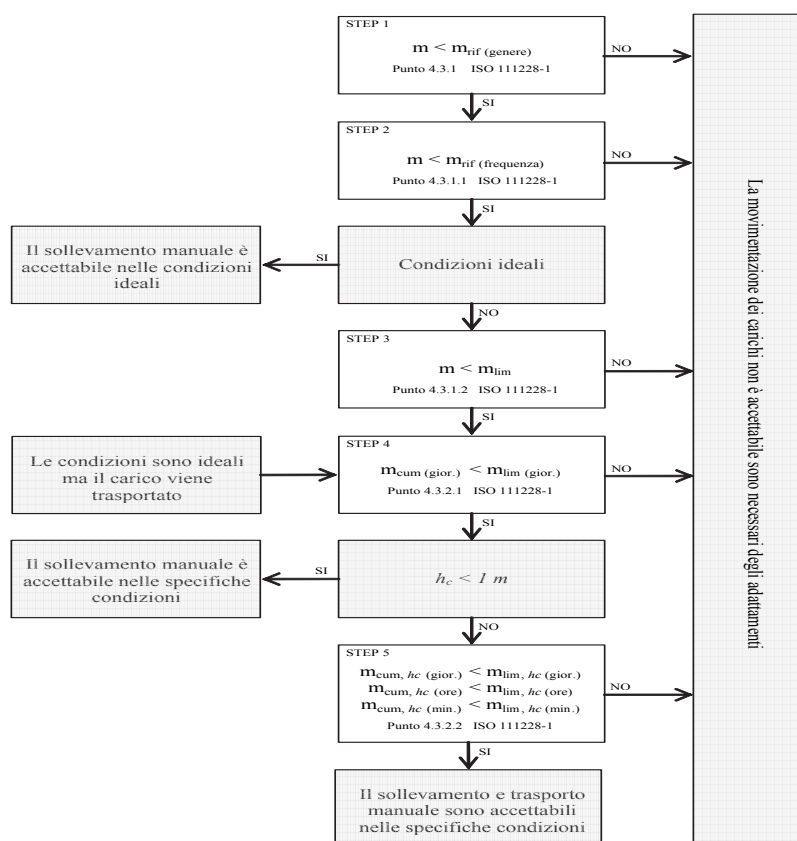 STEP 1
m < mrif (genere)
Punto 4.3.1 ISO 111228-1
NO
SI
STEP 2
m < mrif (frequenza)
Punto 4.3.1.1 ISO 111228-1
NO
SI
Il sollevamento manuale è
accettabile nelle condizioni
ideali
SI
Condizioni ideali
NO
STEP 3
m < mlim
Punto 4.3.1.2 ISO 111228-1
NO
SI
Le condizioni sono ideali
ma il carico viene
trasportato
STEP 4
mcum (gior.) < mlim (gior.)
Punto 4.3.2.1 ISO 111228-1
NO
SI
Il sollevamento manuale è
accettabile nelle specifiche
condizioni
SI
hc < 1 m
NO
STEP 5
mcum, hc (gior.) < mlim, hc (gior.)
mcum, hc (ore) < mlim, hc (ore)
mcum, hc (min.) < mlim, hc (min.)
Punto 4.3.2.2 ISO 111228-1
NO
SI
Il sollevamento e trasporto
manuale sono accettabili
nelle specifiche condizioni
La movimentazione dei carichi non è accettabile sono necessari degli adattamenti